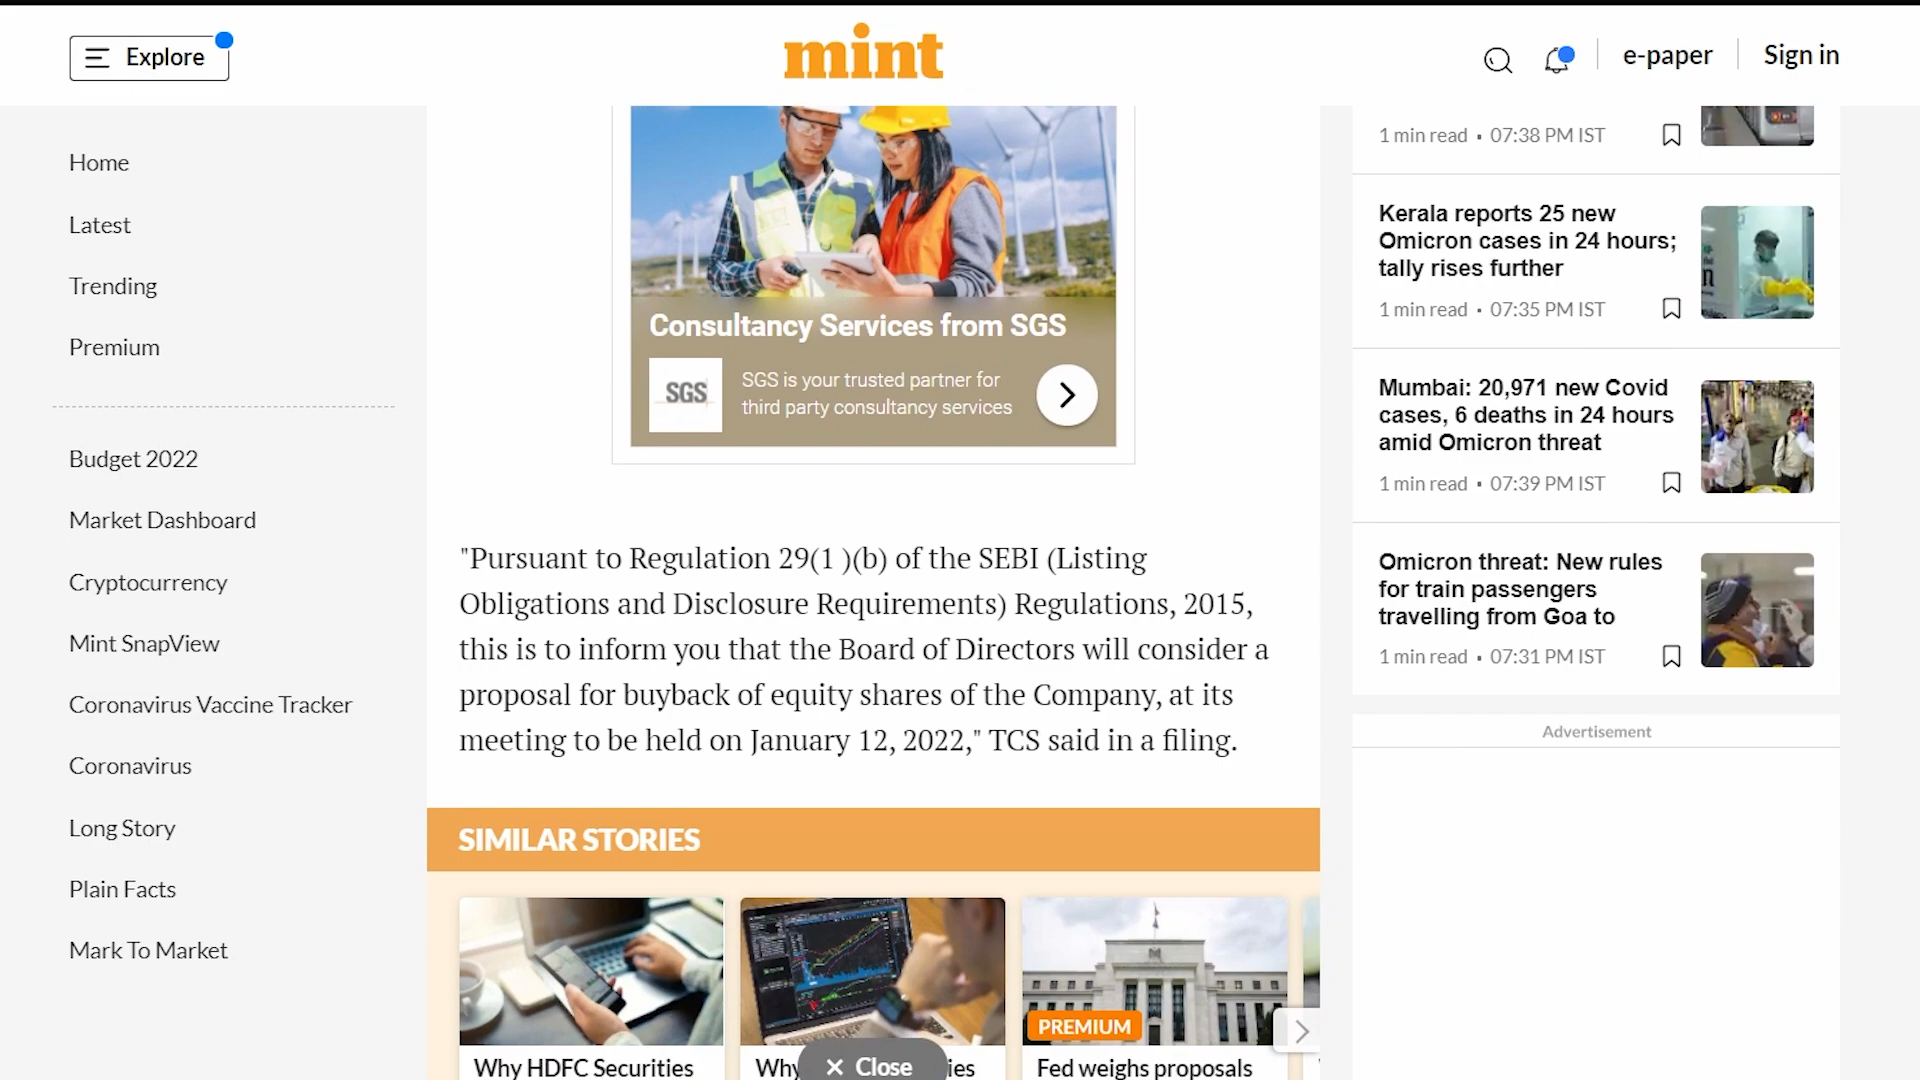 Explore
mint
e-paper
Sign in
Home
Latest
Trending
Premium
Budget 2022
Market Dashboard
Cryptocurrency
Mint SnapView
Coronavirus Vaccine Tracker
Coronavirus
Long Story
Plain Facts
Mark To Market
Consultancy Services from SGS
SGS
SGS is your trusted partner for
third party consultancy services
"Pursuant to Regulation 29(1 )(b) of the SEBI (Listing
Obligations and Disclosure Requirements) Regulations, 2015,
this is to inform you that the Board of Directors will consider a
proposal for buyback of equity shares of the Company, at its
meeting to be held on January 12, 2022," TCS said in a filing.
SIMILAR STORIES
PREMIUM
Why HDFC Securities
Why
ies
Fed weighs proposals
Close
1 min read • 07:38 PM IST
Kerala reports 25 new
Omicron cases in 24 hours;
tally rises further
1 min read • 07:35 PM IST
Mumbai: 20,971 new Covid
cases, 6 deaths in 24 hours
amid Omicron threat
1 min read • 07:39 PM IST
Omicron threat: New rules
for train passengers
travelling from Goa to
1 min read • 07:31 PM IST
Advertisement